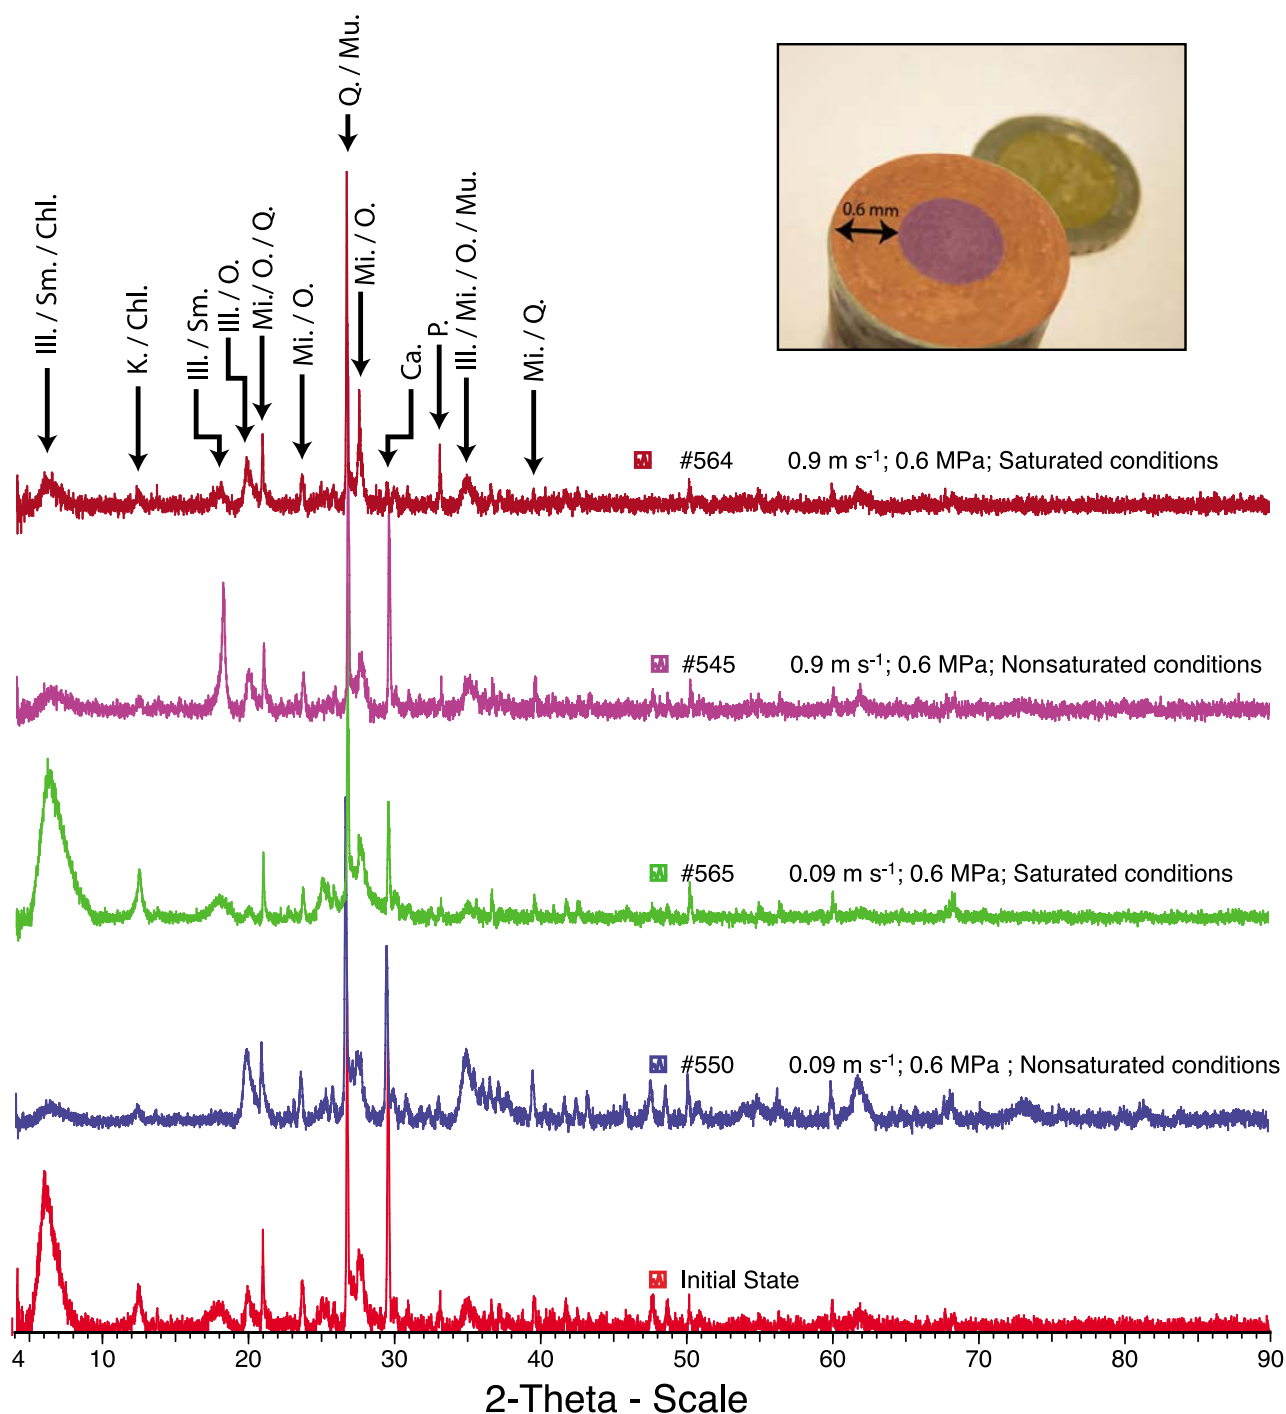 Ill. / Sm. / Chl.
K. / Chl.
Ill. / Sm.
Ill. / O.
Mi./ O. / Q.
Mi. / O.
Q. / Mu.
Mi. / O.
Ca.
P.
Ill. / Mi. / O. / Mu.
Mi. / Q.
0.6 mm
#564 0.9 m s⁻¹; 0.6 MPa; Saturated conditions
#545 0.9 m s⁻¹; 0.6 MPa; Nonsaturated conditions
#565 0.09 m s⁻¹; 0.6 MPa; Saturated conditions
#550 0.09 m s⁻¹; 0.6 MPa ; Nonsaturated conditions
Initial State
4 10 20 30 40 50 60 70 80 90
2-Theta - Scale